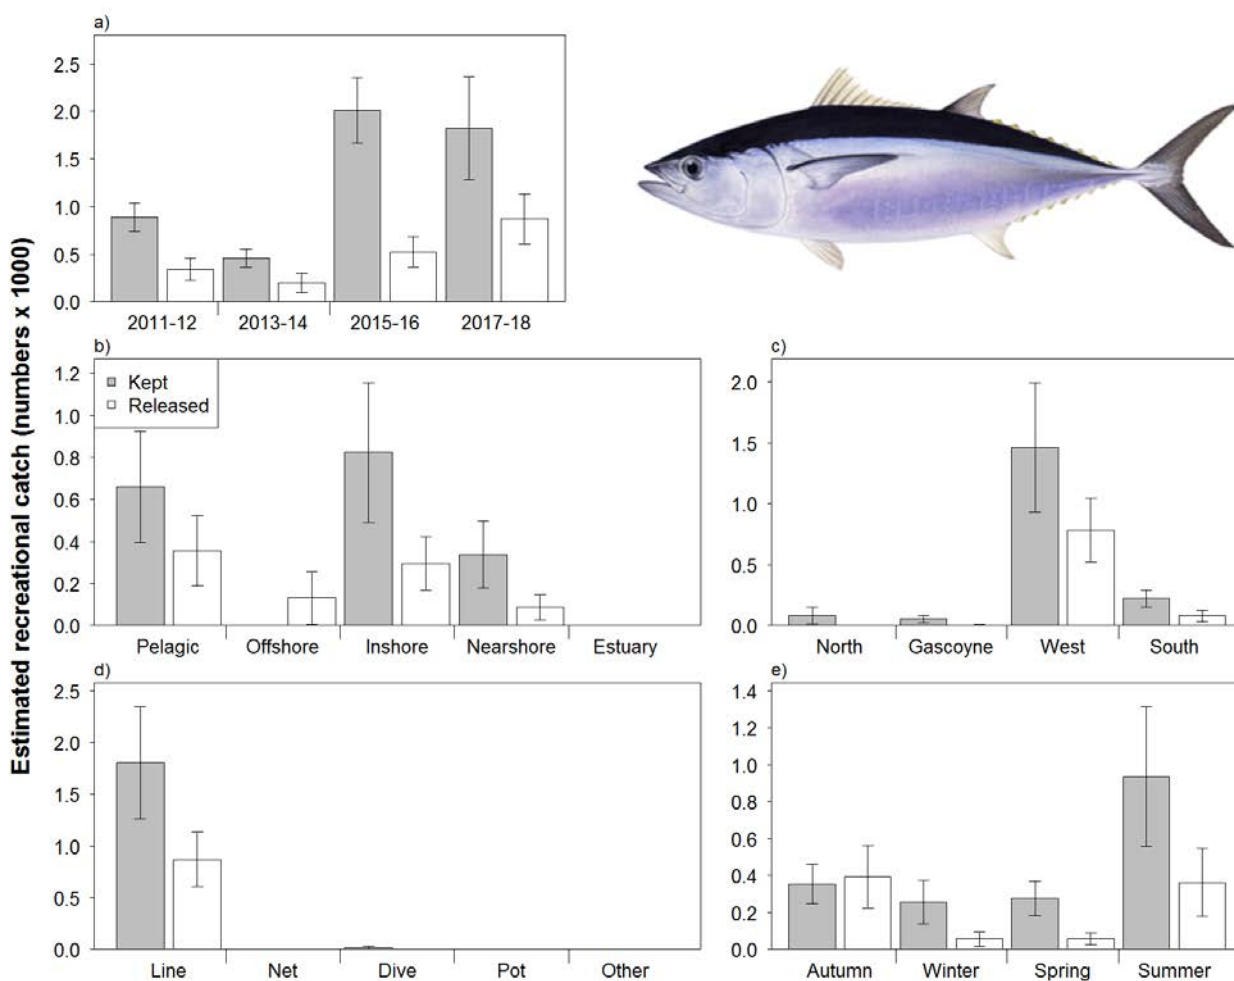 a)
2.5
2.0
1.5
1.0
0.5
0.0
2011-12 2013-14 2015-16 2017-18
Estimated recreational catch (numbers x 1000)
b)
Kept
Released
1.2
1.0
0.8
0.6
0.4
0.2
0.0
Pelagic Offshore Inshore Nearshore Estuary
c)
2.0
1.5
1.0
0.5
0.0
North Gascoyne West South
d)
2.5
2.0
1.5
1.0
0.5
0.0
Line Net Dive Pot Other
e)
1.4
1.2
1.0
0.8
0.6
0.4
0.2
0.0
Autumn Winter Spring Summer